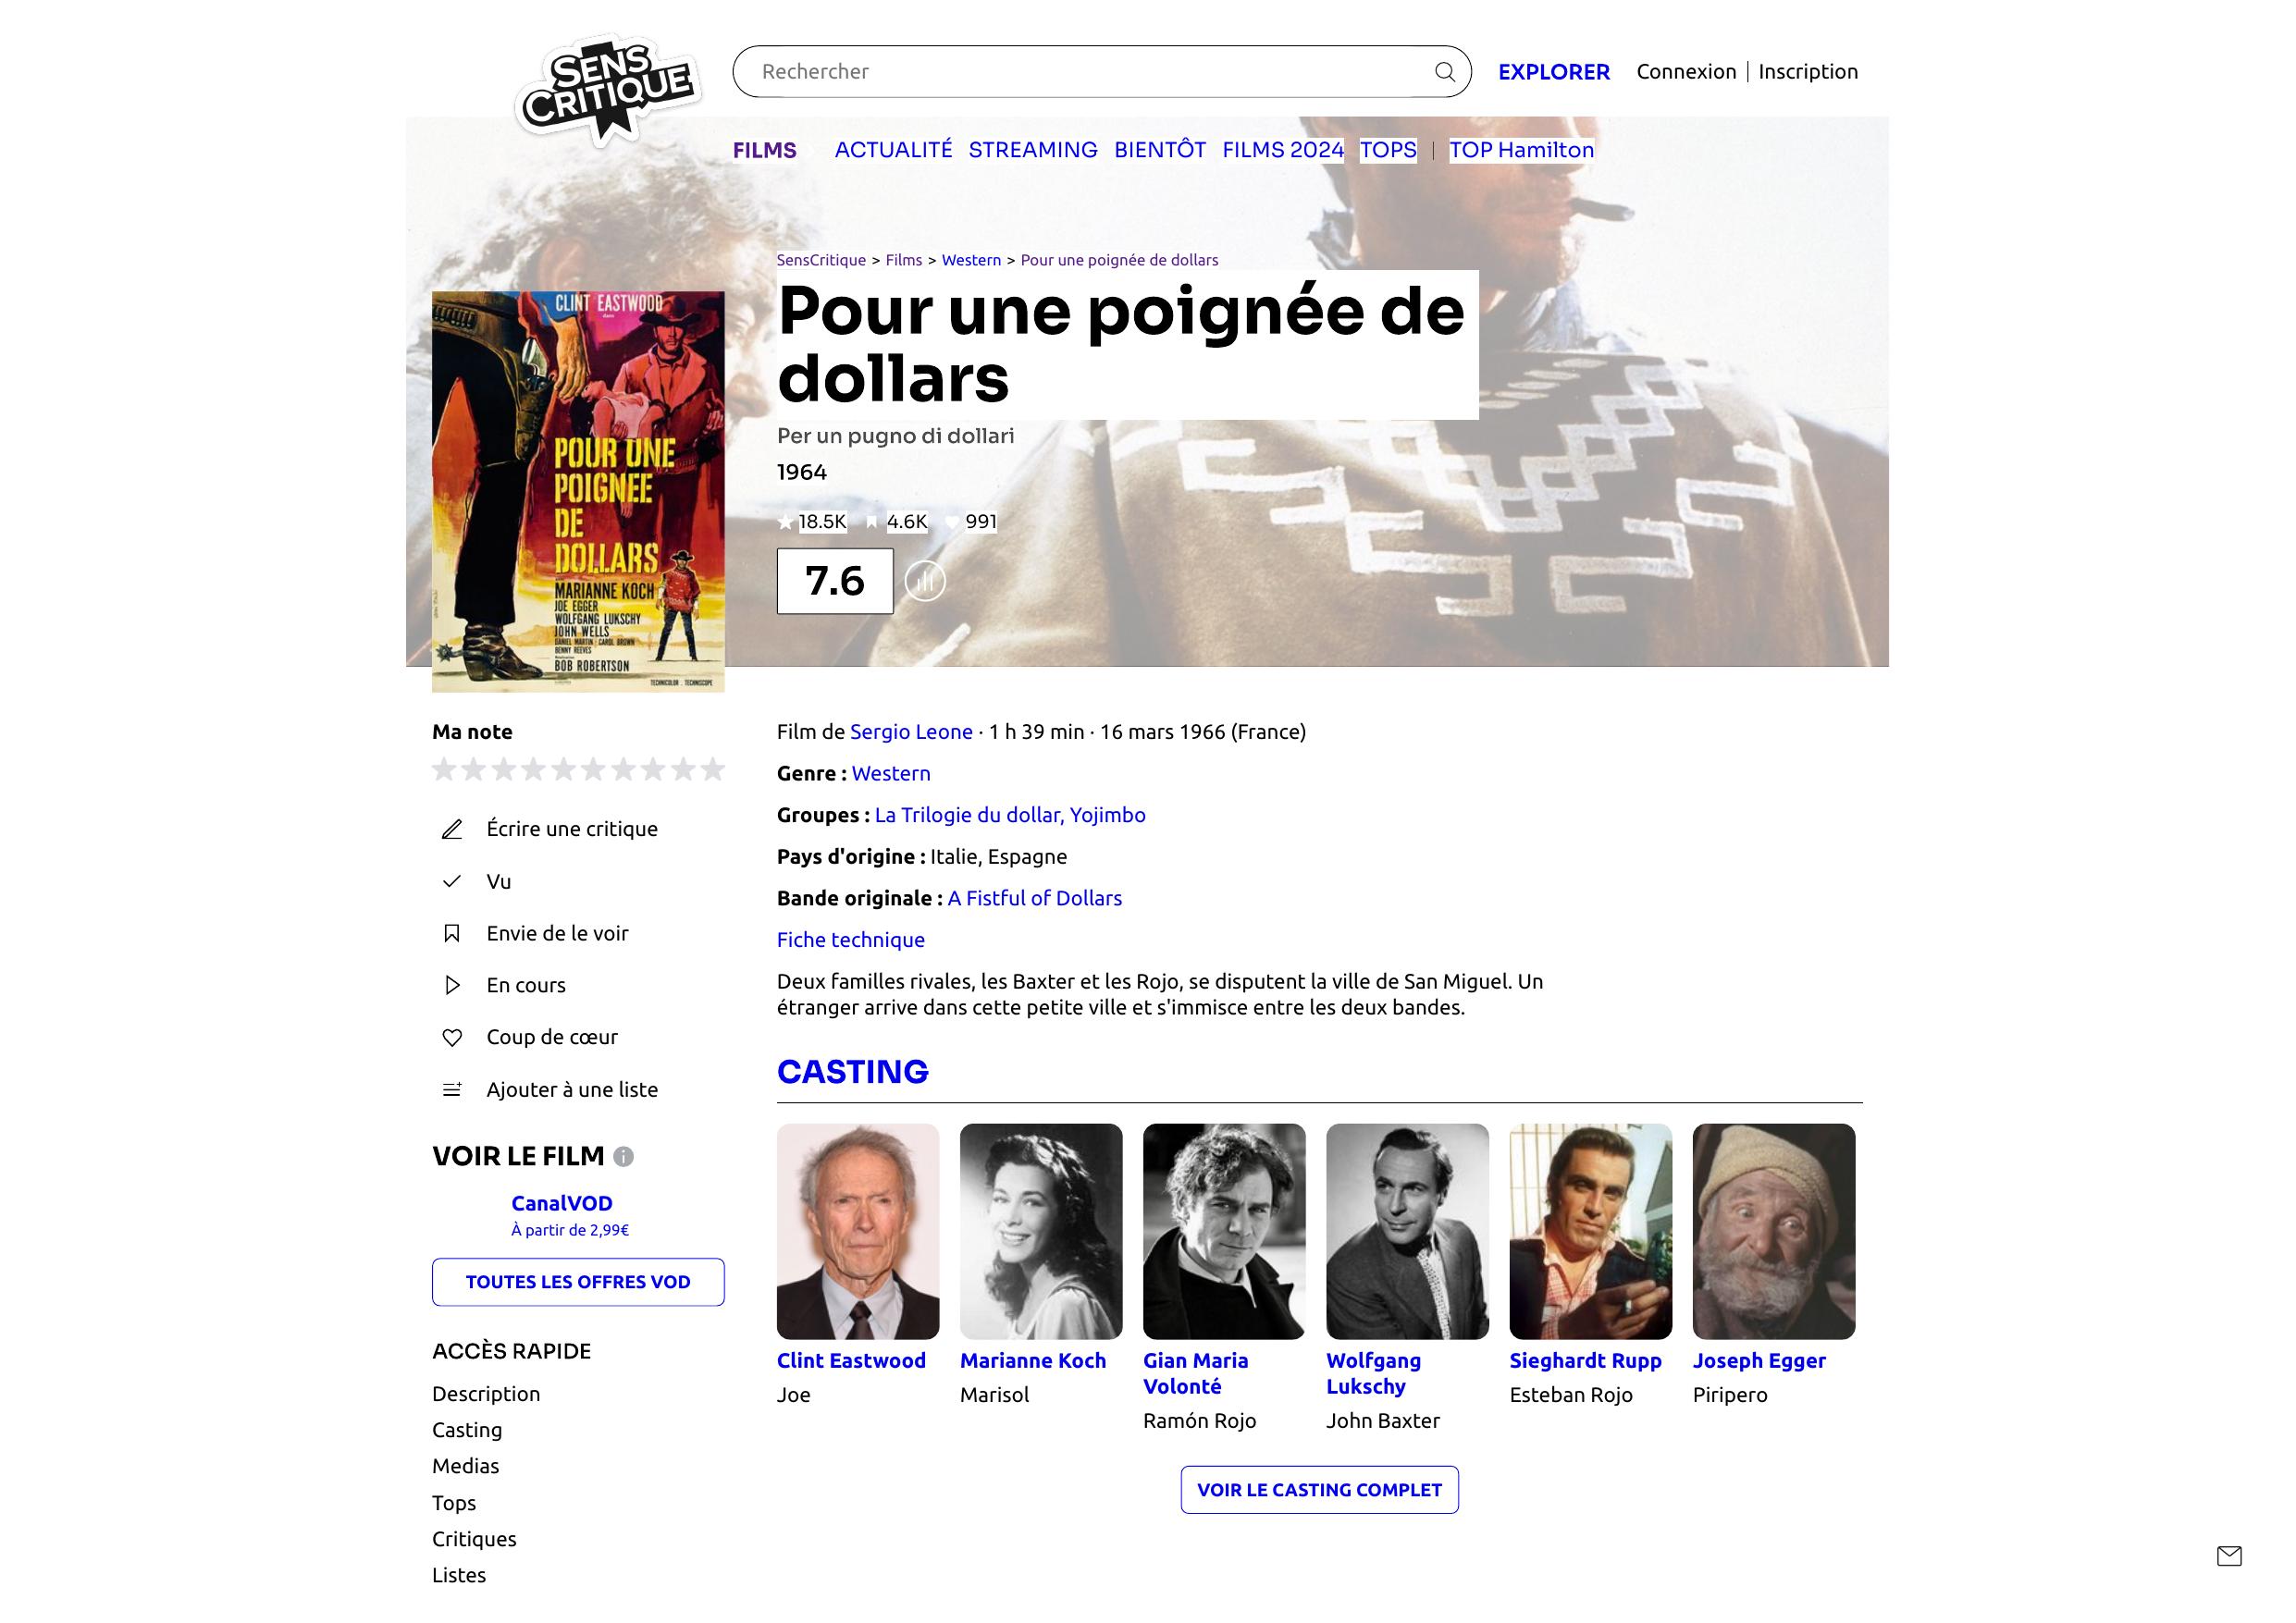 SENS
CRITIQUE
Rechercher
EXPLORER
Connexion | Inscription
FILMS
ACTUALITÉ
STREAMING
BIENTÔT
FILMS 2024
TOPS
|
TOP Hamilton
SensCritique > Films > Western > Pour une poignée de dollars
Pour une poignée de
dollars
Per un pugno di dollari
1964
18.5K
4.6K
991
7.6
CLINT EASTWOOD
dans
POUR UNE
POIGNEE
DE
DOLLARS
MARIANNE KOCH
JOE EGGER
WOLFGANG LUKSCHY
JOHN WELLS
DANIEL MARTIN · CAROL BROWN
BENNY REEVES
BOB ROBERTSON
TECHNICOLOR . TECHNISCOPE
Ma note
Écrire une critique
Vu
Envie de le voir
En cours
Coup de cœur
Ajouter à une liste
VOIR LE FILM
CanalVOD
À partir de 2,99€
TOUTES LES OFFRES VOD
ACCÈS RAPIDE
Description
Casting
Medias
Tops
Critiques
Listes
Film de Sergio Leone · 1 h 39 min · 16 mars 1966 (France)
Genre : Western
Groupes : La Trilogie du dollar, Yojimbo
Pays d'origine : Italie, Espagne
Bande originale : A Fistful of Dollars
Fiche technique
Deux familles rivales, les Baxter et les Rojo, se disputent la ville de San Miguel. Un
étranger arrive dans cette petite ville et s'immisce entre les deux bandes.
CASTING
Clint Eastwood
Joe
Marianne Koch
Marisol
Gian Maria
Volonté
Ramón Rojo
Wolfgang
Lukschy
John Baxter
Sieghardt Rupp
Esteban Rojo
Joseph Egger
Piripero
VOIR LE CASTING COMPLET